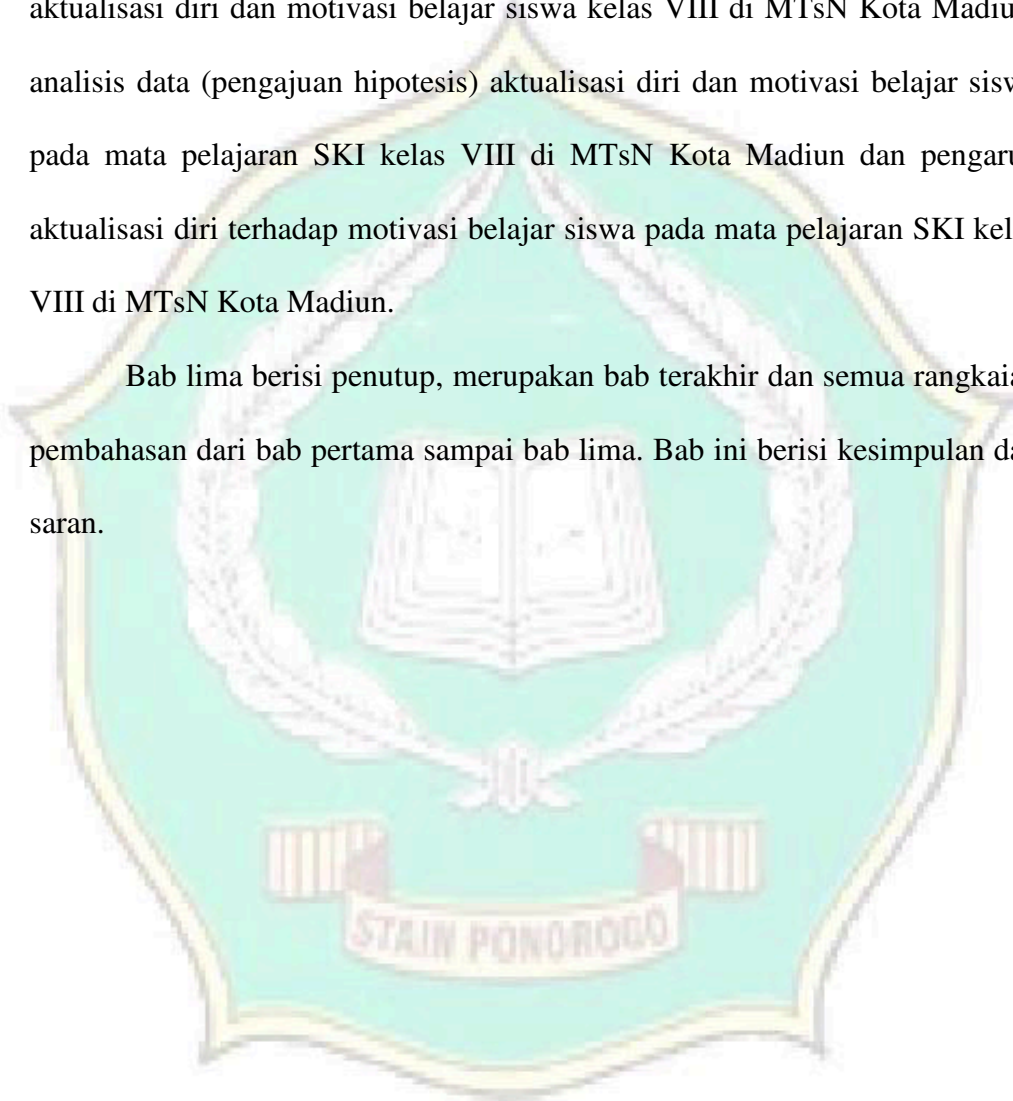 aktualisasi diri dan motivasi belajar siswa kelas VIII di MTsN Kota Madiu
analisis data (pengajuan hipotesis) aktualisasi diri dan motivasi belajar sisw
pada mata pelajaran SKI kelas VIII di MTsN Kota Madiun dan pengaru
aktualisasi diri terhadap motivasi belajar siswa pada mata pelajaran SKI kel
VIII di MTsN Kota Madiun.
Bab lima berisi penutup, merupakan bab terakhir dan semua rangkaia
pembahasan dari bab pertama sampai bab lima. Bab ini berisi kesimpulan da
saran.
STAIN PONOROGO